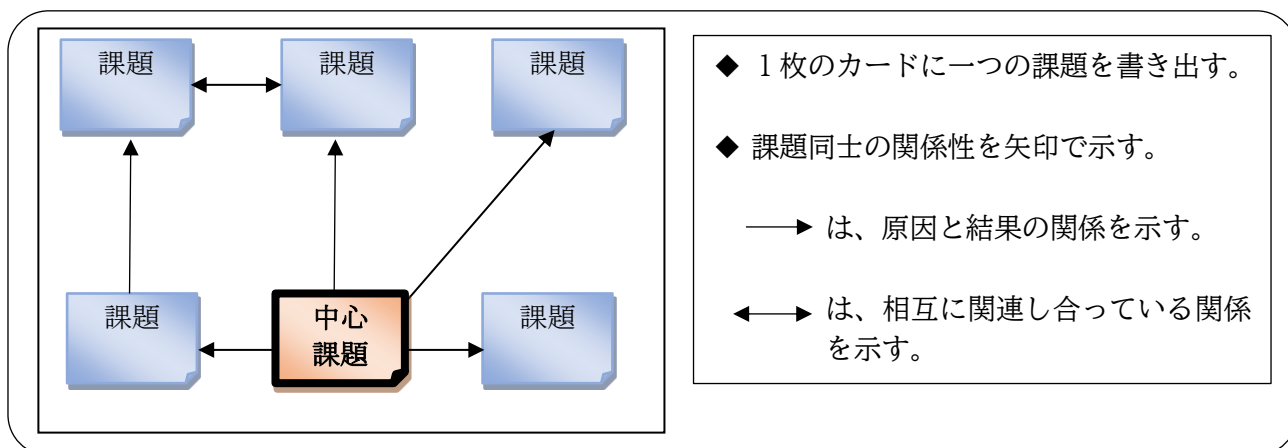 課題
課題
課題
課題
中心
課題
課題
◆ １枚のカードに一つの課題を書き出す。
◆ 課題同士の関係性を矢印で示す。
は、原因と結果の関係を示す。
は、相互に関連し合っている関係
を示す。